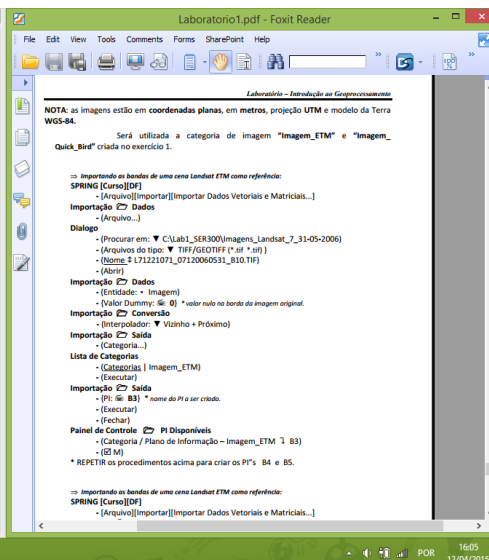 Laboratorio1.pdf - Foxit Reader
File Edit View Tools Comments Forms SharePoint Help
Laboratório – Introdução ao Geoprocessamento
NOTA: as imagens estão em coordenadas planas, em metros, projeção UTM e modelo da Terra
WGS-84.
Será utilizada a categoria de imagem "Imagem_ETM" e "Imagem_
Quick_Bird" criada no exercício 1.
⇒ Importando as bandas de uma cena Landsat ETM como referência:
SPRING [Curso][DF]
- [Arquivo][Importar][Importar Dados Vetoriais e Matriciais...]
Importação Dados
- (Arquivo...)
Dialogo
- (Procurar em: ▼ C:\Lab1_SER300\Imagens_Landsat_7_31-05-2006)
- (Arquivos do tipo: ▼ TIFF/GEOTIFF (*.tif *.tif) )
- (Nome ‡ L71221071_07120060531_B10.TIF)
- (Abrir)
Importação Dados
- (Entidade: • Imagem)
- {Valor Dummy: 0} * valor nulo na borda da imagem original.
Importação Conversão
- (Interpolador: ▼ Vizinho + Próximo)
Importação Saída
- (Categoria...)
Lista de Categorias
- (Categorias | Imagem_ETM)
- (Executar)
Importação Saída
- {PI: B3} * nome do PI a ser criado.
- (Executar)
- (Fechar)
Painel de Controle PI Disponíveis
- (Categoria / Plano de Informação – Imagem_ETM B3)
- (☑ M)
* REPETIR os procedimentos acima para criar os PI"s B4 e B5.
⇒ Importando as bandas de uma cena Landsat ETM como referência:
SPRING [Curso][DF]
- [Arquivo][Importar][Importar Dados Vetoriais e Matriciais...]
POR 16:05
12/04/2015